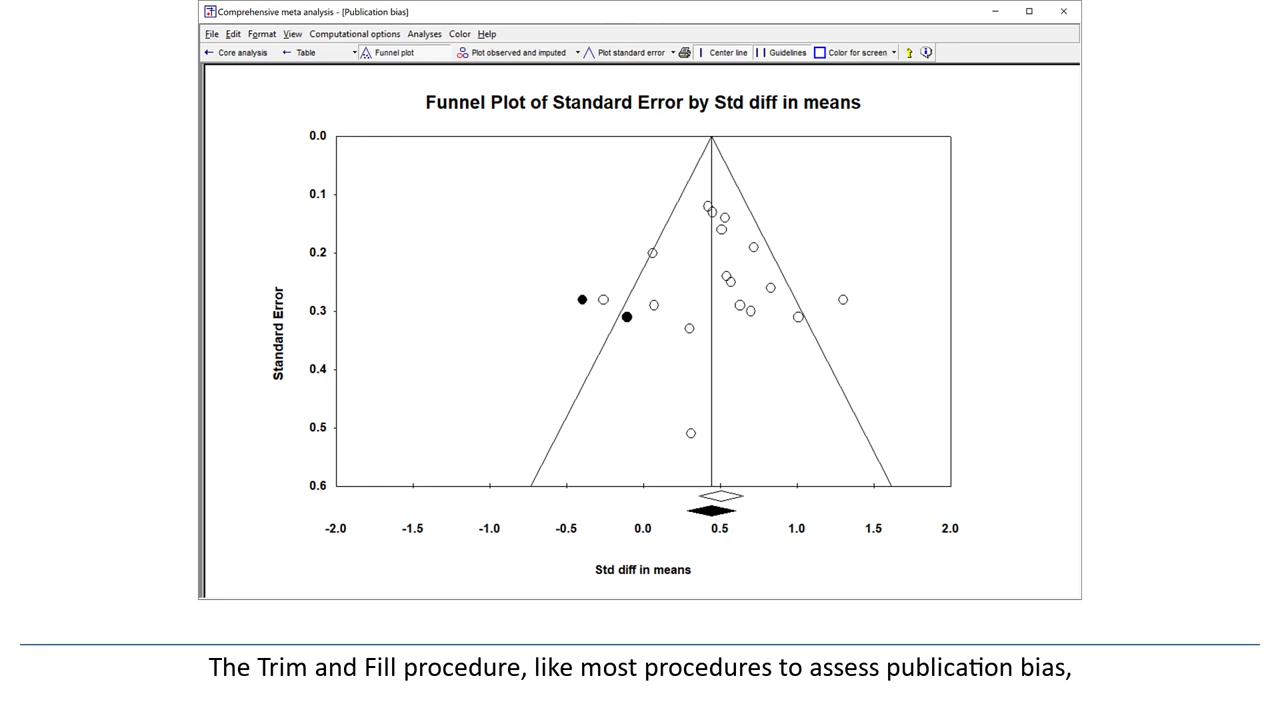 Comprehensive meta analysis - [Publication bias]
File Edit Format View Computational options Analyses Color Help
Core analysis Table Funnel plot Plot observed and imputed Plot standard error Center line Guidelines Color for screen ?
Funnel Plot of Standard Error by Std diff in means
0.0
0.1
0.2
0.3
0.4
0.5
0.6
Standard Error
-2.0 -1.5 -1.0 -0.5 0.0 0.5 1.0 1.5 2.0
Std diff in means
The Trim and Fill procedure, like most procedures to assess publication bias,